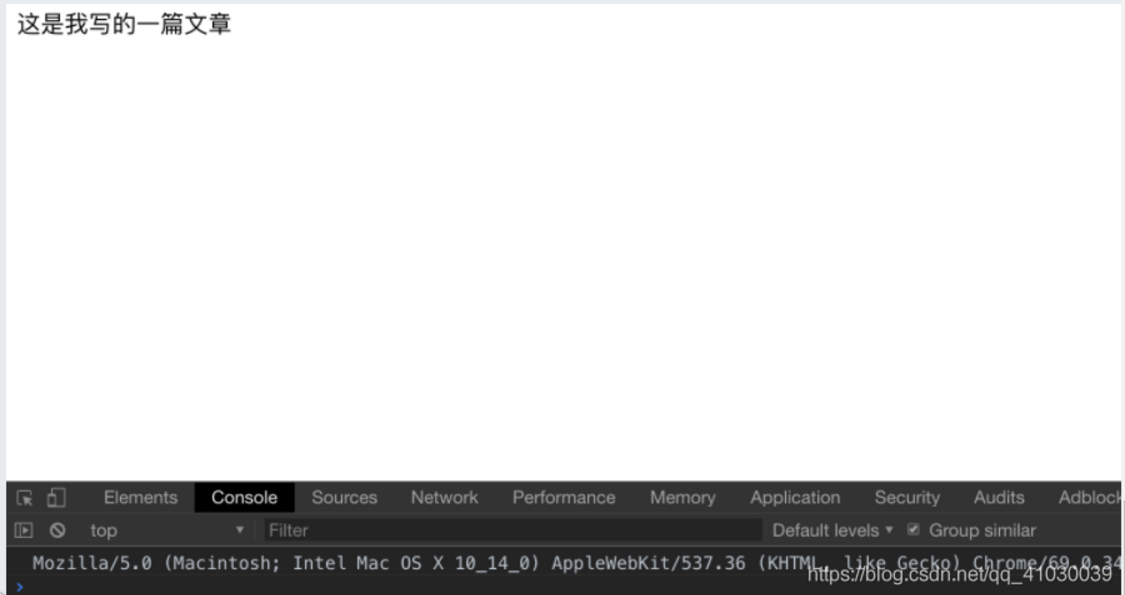 这是我写的一篇文章
Elements Console Sources Network Performance Memory Application Security Audits Adblock
top Filter Default levels Group similar
Mozilla/5.0 (Macintosh; Intel Mac OS X 10_14_0) AppleWebKit/537.36 (KHTML, like Gecko) Chrome/69.0.34
https://blog.csdn.net/qq_41030039